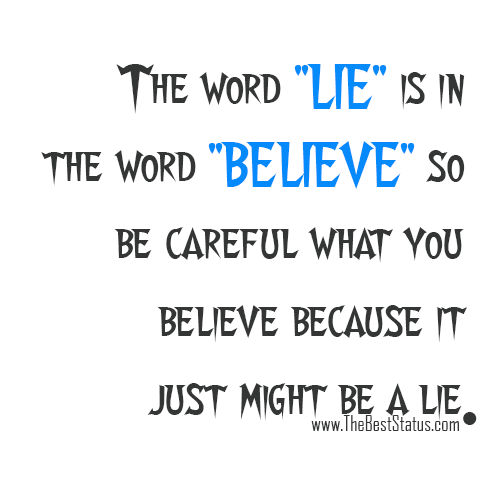 The word "LIE" is in
the word "BELIEVE" so
be careful what you
believe because it
just might be a lie.
www.TheBestStatus.com